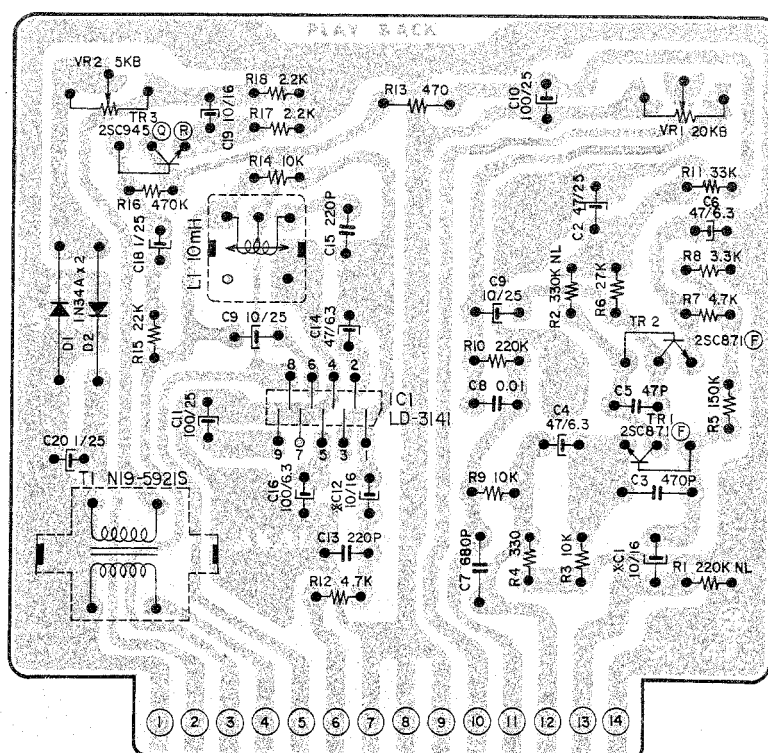 PLAY BACK
VR2 5KB
TR3
2SC945 Q R
C19 10/16
R18 2.2K
R17 2.2K
R14 10K
R13 470
C10 100/25
VR1 20KB
R16 470K
C18 1/25
L1 10mH
C15 220P
C2 47/25
R11 33K
C6
47/6.3
R8 3.3K
R7 4.7K
1N34A x 2
D1
D2
R15 22K
C9 10/25
C14 47/6.3
C9
10/25
R2 330K NL
R6 27K
TR 2
2SC871 F
R10 220K
C8 0.01
8 6 4 2
IC1
LD-3141
9 7 5 3 1
C11 100/25
C5 47P
TR1
2SC871 F
R5 150K
C4
47/6.3
C20 1/25
T1 N19-5921S
C16 100/6.3
XC12 10/16
R9 10K
C3 470P
C13 220P
R12 4.7K
C7 680P
R4 330
R3 10K
XC1 10/16
R1 220K NL
1 2 3 4 5 6 7 8 9 10 11 12 13 14